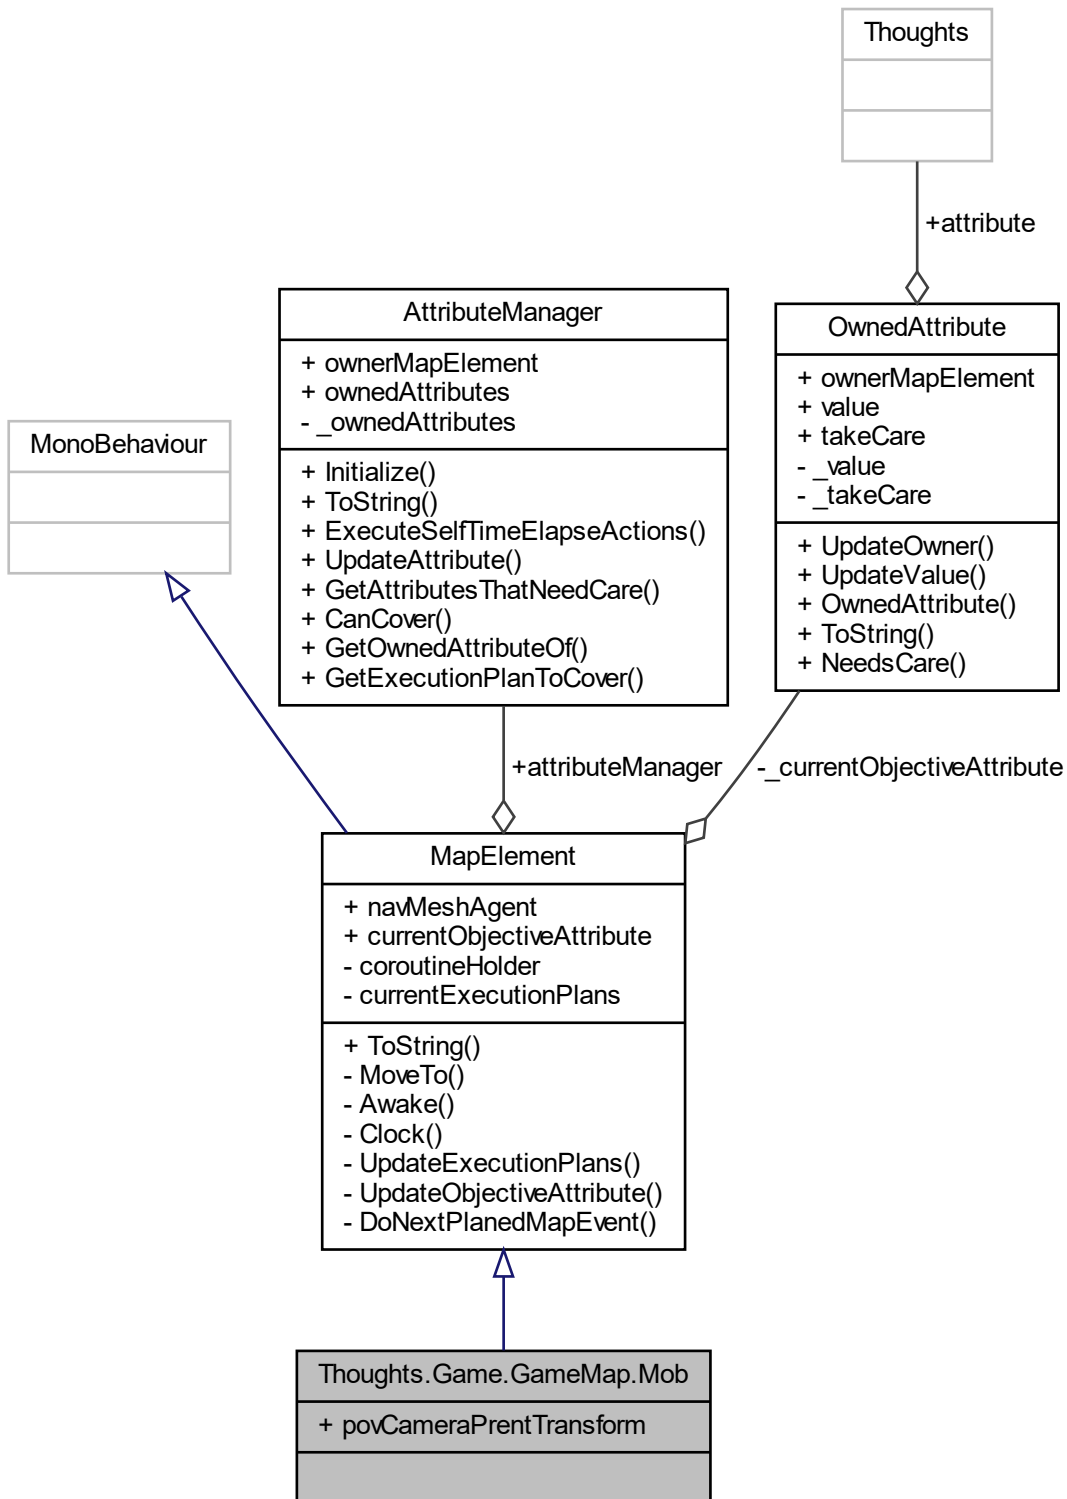 Thoughts
+attribute
AttributeManager
+ ownerMapElement
+ ownedAttributes
- _ownedAttributes
+ Initialize()
+ ToString()
+ ExecuteSelfTimeElapseActions()
+ UpdateAttribute()
+ GetAttributesThatNeedCare()
+ CanCover()
+ GetOwnedAttributeOf()
+ GetExecutionPlanToCover()
OwnedAttribute
+ ownerMapElement
+ value
+ takeCare
- _value
- _takeCare
+ UpdateOwner()
+ UpdateValue()
+ OwnedAttribute()
+ ToString()
+ NeedsCare()
MonoBehaviour
+attributeManager
-_currentObjectiveAttribute
MapElement
+ navMeshAgent
+ currentObjectiveAttribute
- coroutineHolder
- currentExecutionPlans
+ ToString()
- MoveTo()
- Awake()
- Clock()
- UpdateExecutionPlans()
- UpdateObjectiveAttribute()
- DoNextPlanedMapEvent()
Thoughts.Game.GameMap.Mob
+ povCameraPrentTransform